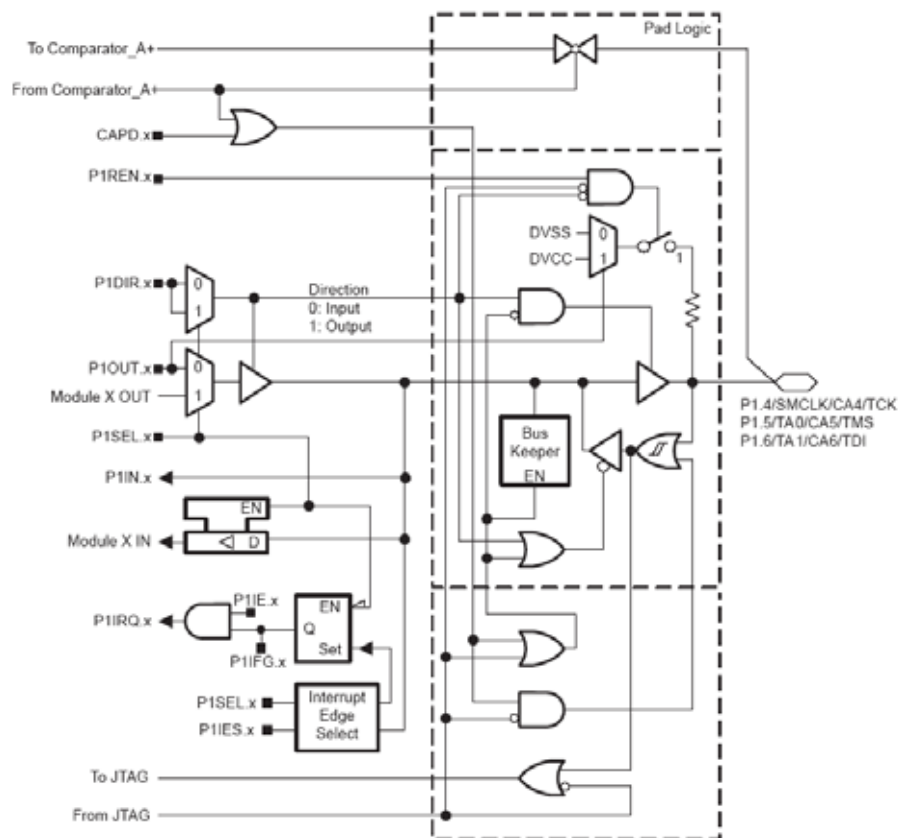 Pad Logic
To Comparator_A+
From Comparator_A+
CAPD.x
P1REN.x
DVSS
0
DVCC
1
1
P1DIR.x
0
1
Direction
0: Input
1: Output
P1OUT.x
0
Module X OUT
1
P1.4/SMCLK/CA4/TCK
P1.5/TA0/CA5/TMS
P1.6/TA1/CA6/TDI
P1SEL.x
Bus
Keeper
EN
P1IN.x
EN
Module X IN
D
P1IE.x
EN
P1IRQ.x
Q
P1IFG.x
Set
P1SEL.x
P1IES.x
Interrupt
Edge
Select
To JTAG
From JTAG